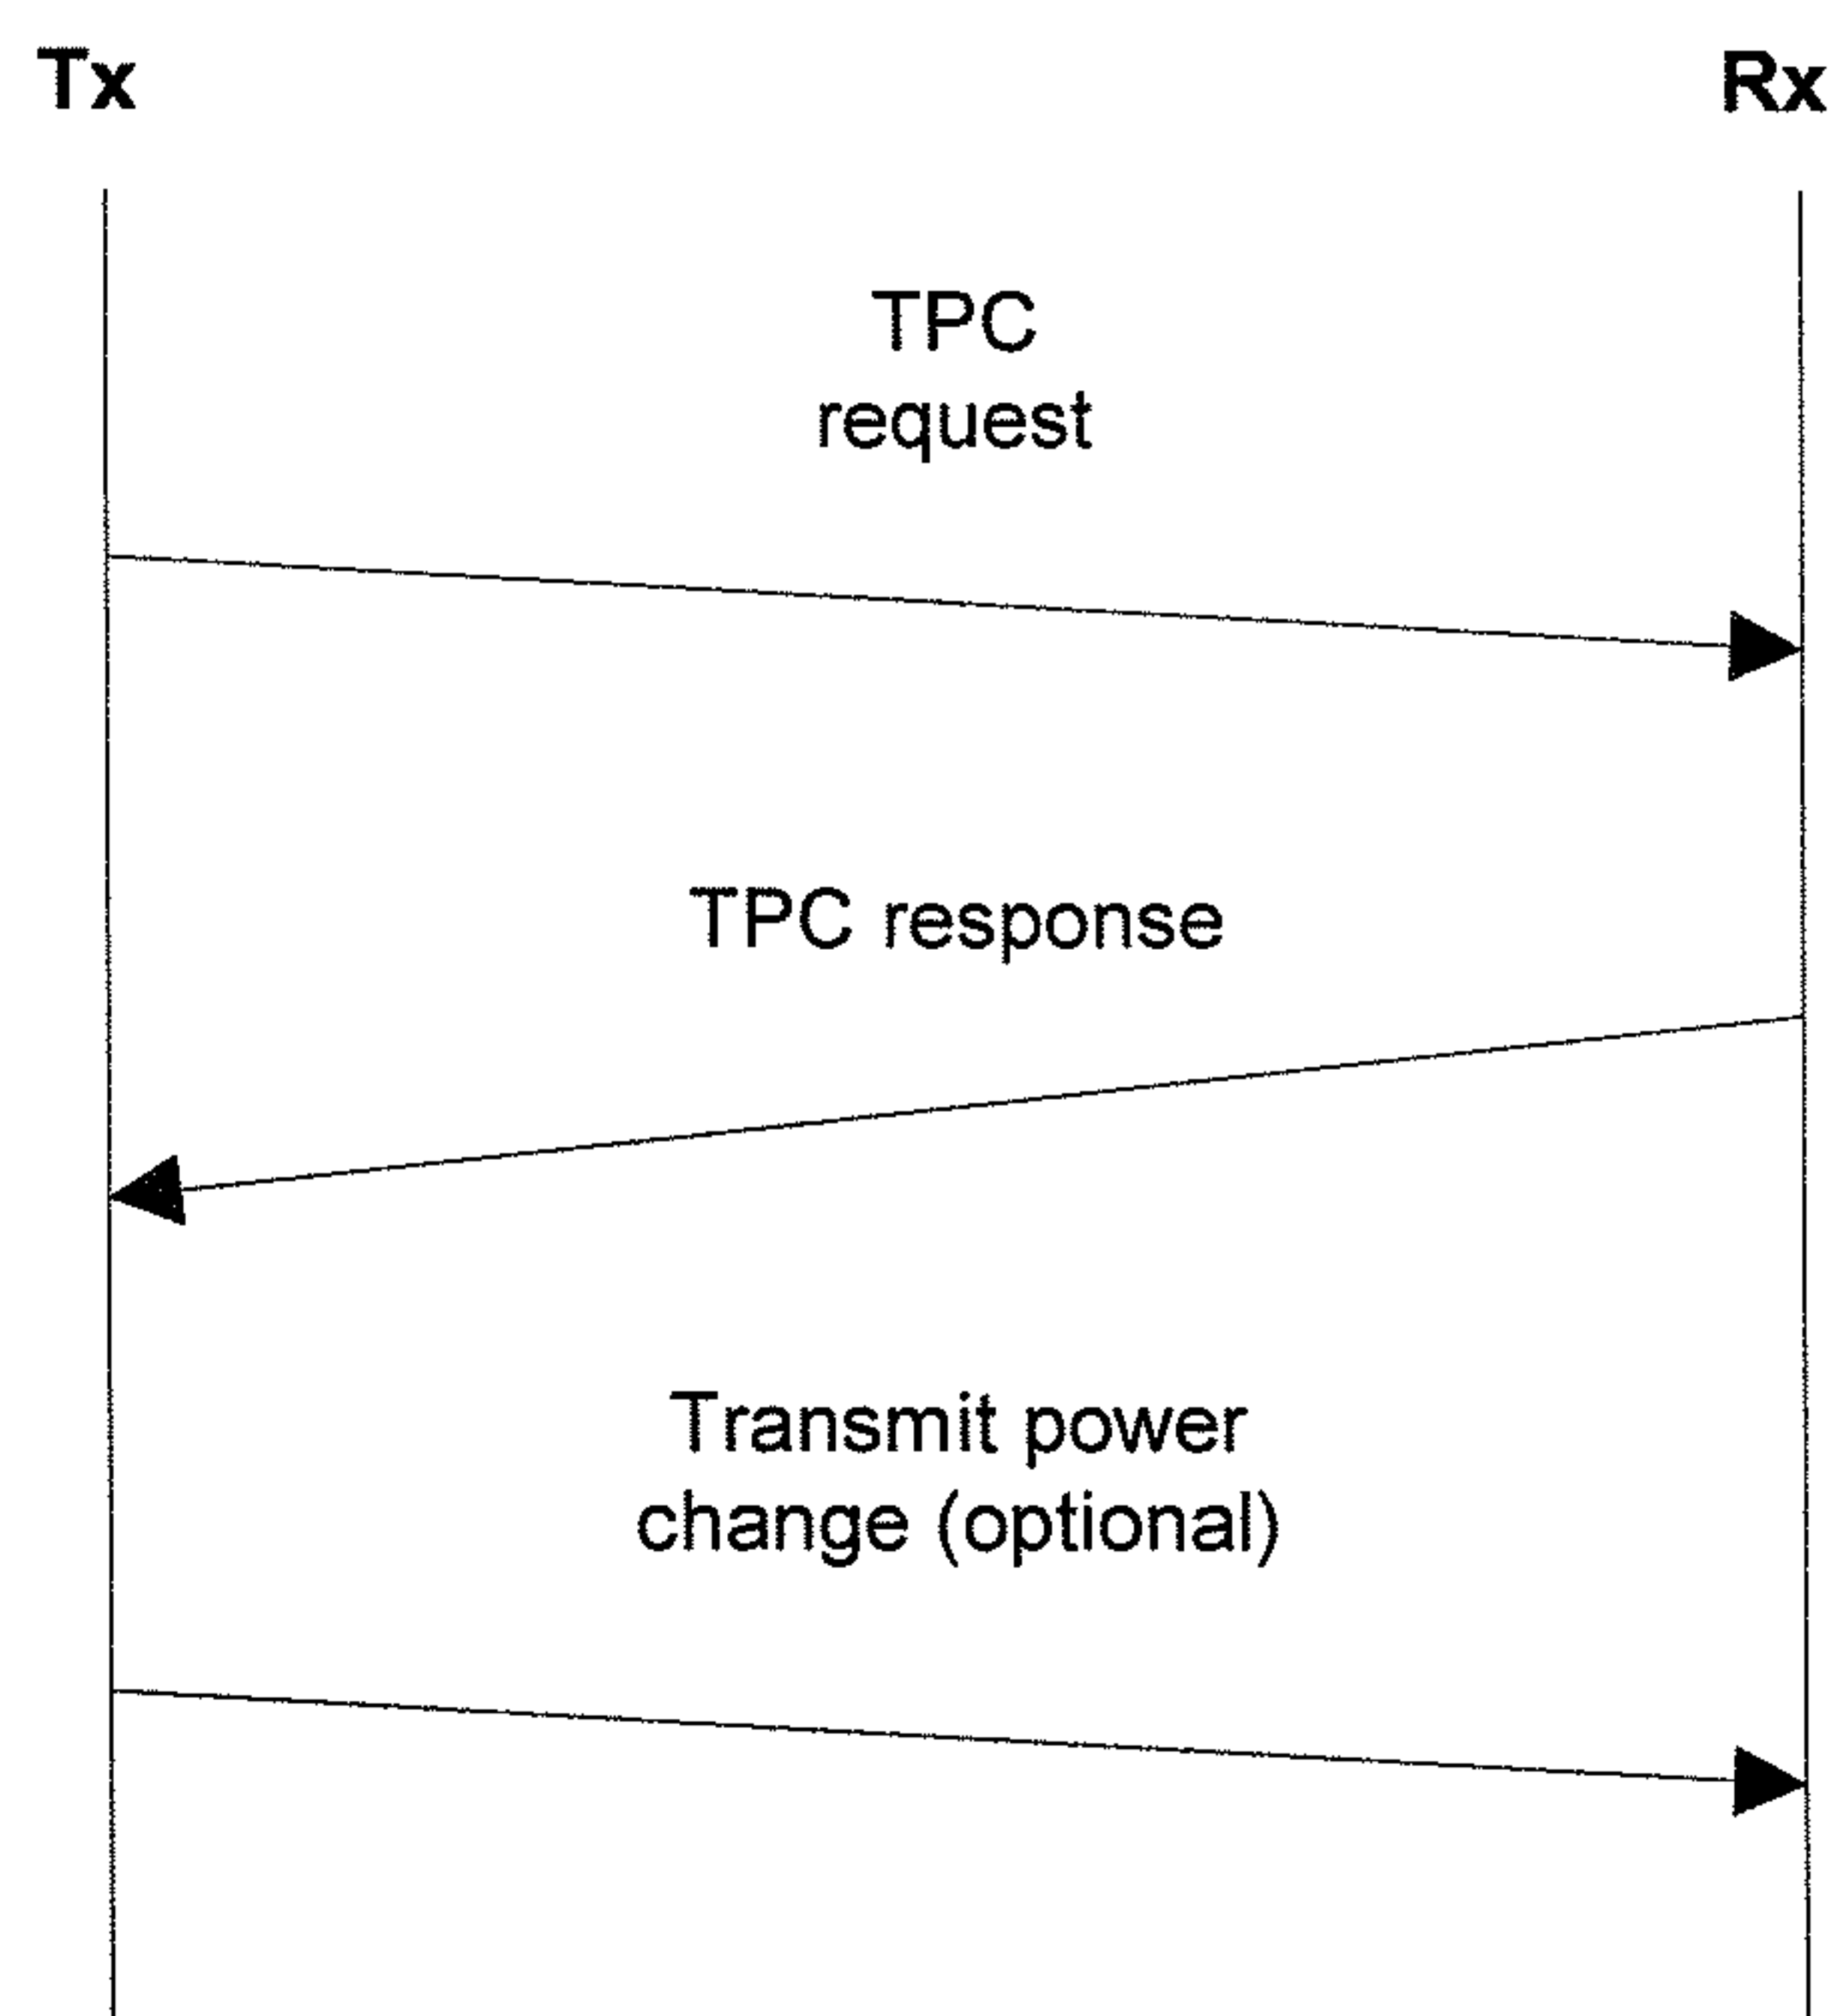 Tx
Rx
TPC
request
TPC response
Transmit power
change (optional)